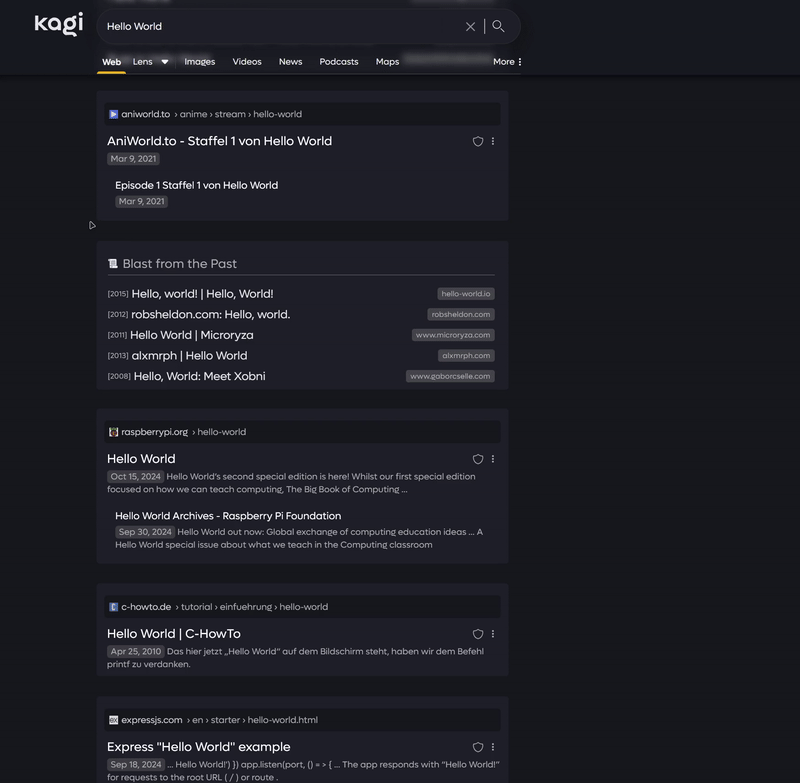 kagi
Hello World
Web Lens Images Videos News Podcasts Maps More
aniworld.to › anime › stream › hello-world
AniWorld.to - Staffel 1 von Hello World
Mar 9, 2021
Episode 1 Staffel 1 von Hello World
Mar 9, 2021
Blast from the Past
[2015] Hello, world! | Hello, World! hello-world.io
[2012] robsheldon.com: Hello, world. robsheldon.com
[2011] Hello World | Microryza www.microryza.com
[2013] alxmrph | Hello World alxmrph.com
[2008] Hello, World: Meet Xobni www.gaborcselle.com
raspberrypi.org › hello-world
Hello World
Oct 15, 2024 Hello World's second special edition is here! Whilst our first special edition
focused on how we can teach computing, The Big Book of Computing ...
Hello World Archives - Raspberry Pi Foundation
Sep 30, 2024 Hello World out now: Global exchange of computing education ideas ... A
Hello World special issue about what we teach in the Computing classroom
c-howto.de › tutorial › einfuehrung › hello-world
Hello World | C-HowTo
Apr 25, 2010 Das hier jetzt „Hello World“ auf dem Bildschirm steht, haben wir dem Befehl
printf zu verdanken.
expressjs.com › en › starter › hello-world.html
Express "Hello World" example
Sep 18, 2024 ... Hello World!') }) app.listen(port, () => { ... The app responds with “Hello World!”
for requests to the root URL ( / ) or route .